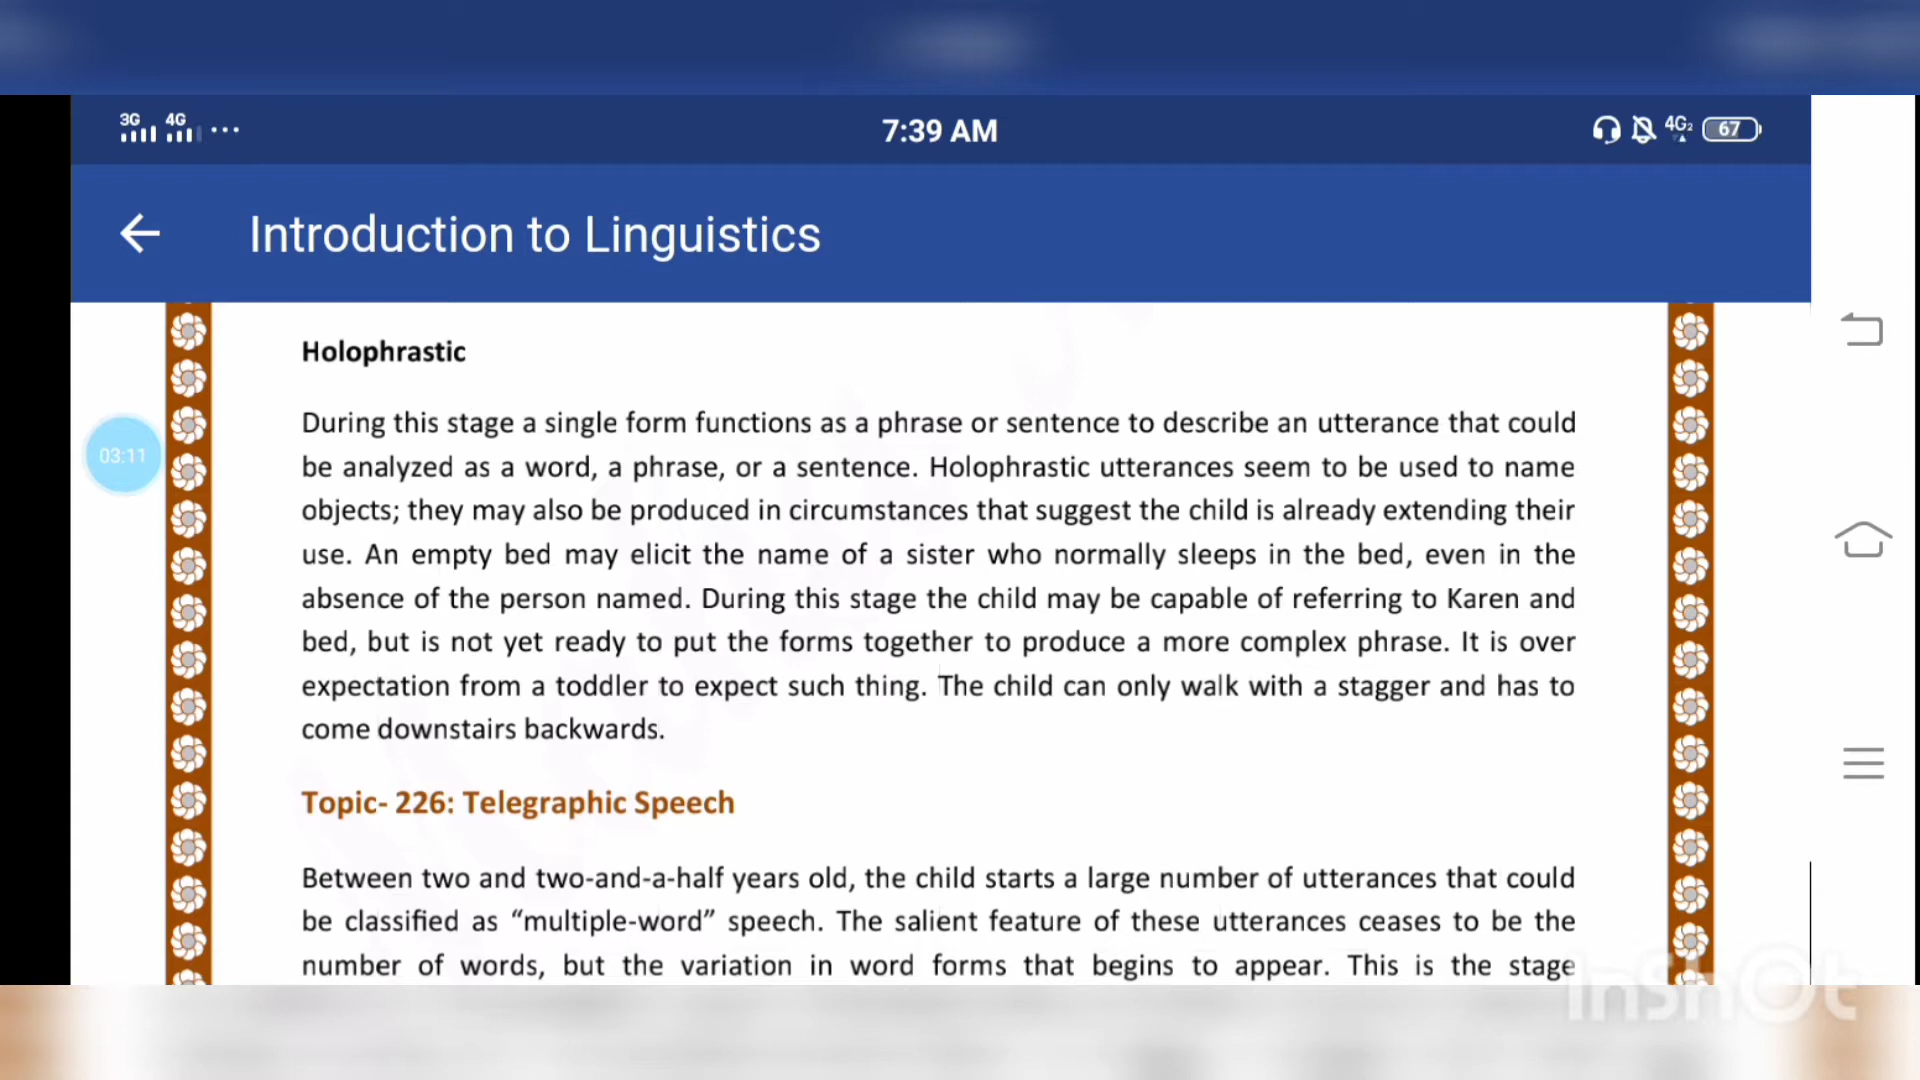 3G 4G
7:39 AM
4G2 67
Introduction to Linguistics
Holophrastic
During this stage a single form functions as a phrase or sentence to describe an utterance that could
be analyzed as a word, a phrase, or a sentence. Holophrastic utterances seem to be used to name
objects; they may also be produced in circumstances that suggest the child is already extending their
03:11
use. An empty bed may elicit the name of a sister who normally sleeps in the bed, even in the
absence of the person named. During this stage the child may be capable of referring to Karen and
bed, but is not yet ready to put the forms together to produce a more complex phrase. It is over
expectation from a toddler to expect such thing. The child can only walk with a stagger and has to
come downstairs backwards.
Topic- 226: Telegraphic Speech
Between two and two-and-a-half years old, the child starts a large number of utterances that could
be classified as “multiple-word” speech. The salient feature of these utterances ceases to be the
number of words, but the variation in word forms that begins to appear. This is the stage
InShOt